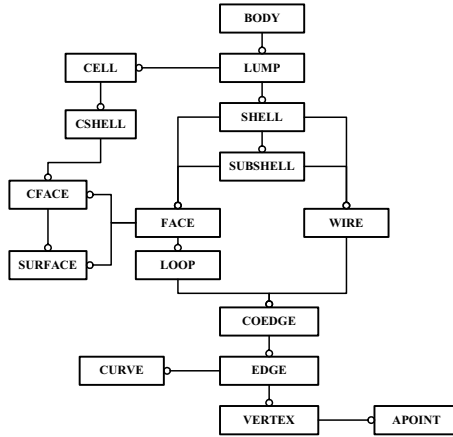 BODY
CELL
LUMP
CSHELL
SHELL
SUBSHELL
CFACE
FACE
WIRE
SURFACE
LOOP
COEDGE
CURVE
EDGE
VERTEX
APOINT